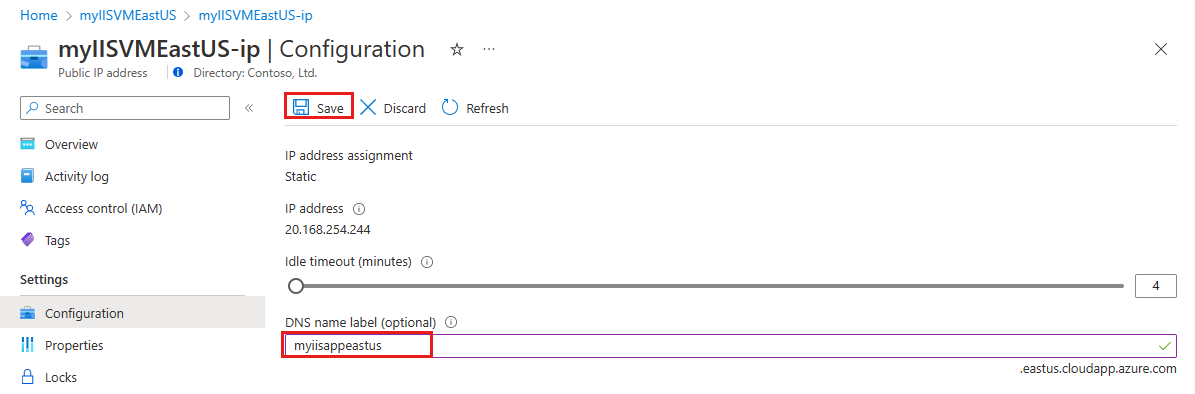 Home > myIISVMEastUS > myIISVMEastUS-ip
myIISVMEastUS-ip | Configuration
Public IP address
Directory: Contoso, Ltd.
Search
Save
Discard
Refresh
Overview
Activity log
Access control (IAM)
Tags
Settings
Configuration
Properties
Locks
IP address assignment
Static
IP address
20.168.254.244
Idle timeout (minutes)
4
DNS name label (optional)
myiisappeastus
.eastus.cloudapp.azure.com